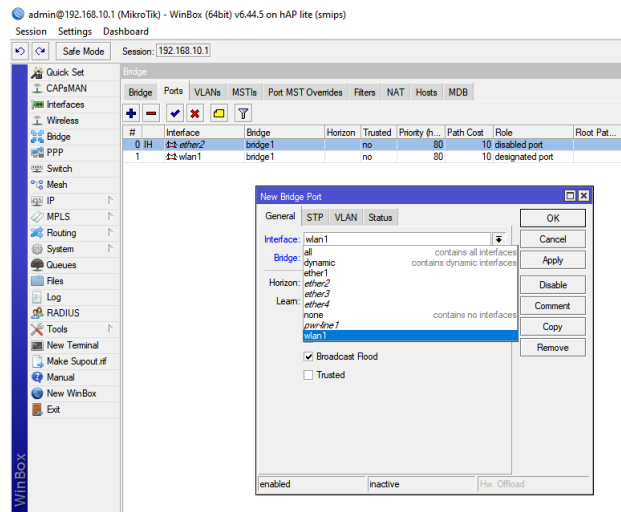 admin@192.168.10.1 (MikroTik) - WinBox (64bit) v6.44.5 on hAP lite (smips)
Session Settings Dashboard
Safe Mode Session: 192.168.10.1
Quick Set
CAPsMAN
Interfaces
Wireless
Bridge
PPP
Switch
Mesh
IP
MPLS
Routing
System
Queues
Files
Log
RADIUS
Tools
New Terminal
Make Supout.rif
Manual
New WinBox
Exit
WinBox
Bridge
Bridge Ports VLANs MSTIs Port MST Overrides Filters NAT Hosts MDB
# Interface Bridge Horizon Trusted Priority (h... Path Cost Role Root Pat...
0 IH ether2 bridge1 no 80 10 disabled port
1 wlan1 bridge1 no 80 10 designated port
New Bridge Port
General STP VLAN Status
Interface: wlan1
Bridge:
Horizon:
Learn:
all contains all interfaces
dynamic contains dynamic interfaces
ether1
ether2
ether3
ether4
none contains no interfaces
pwr-line1
wlan1
Broadcast Flood
Trusted
OK
Cancel
Apply
Disable
Comment
Copy
Remove
enabled inactive Hw. Offload